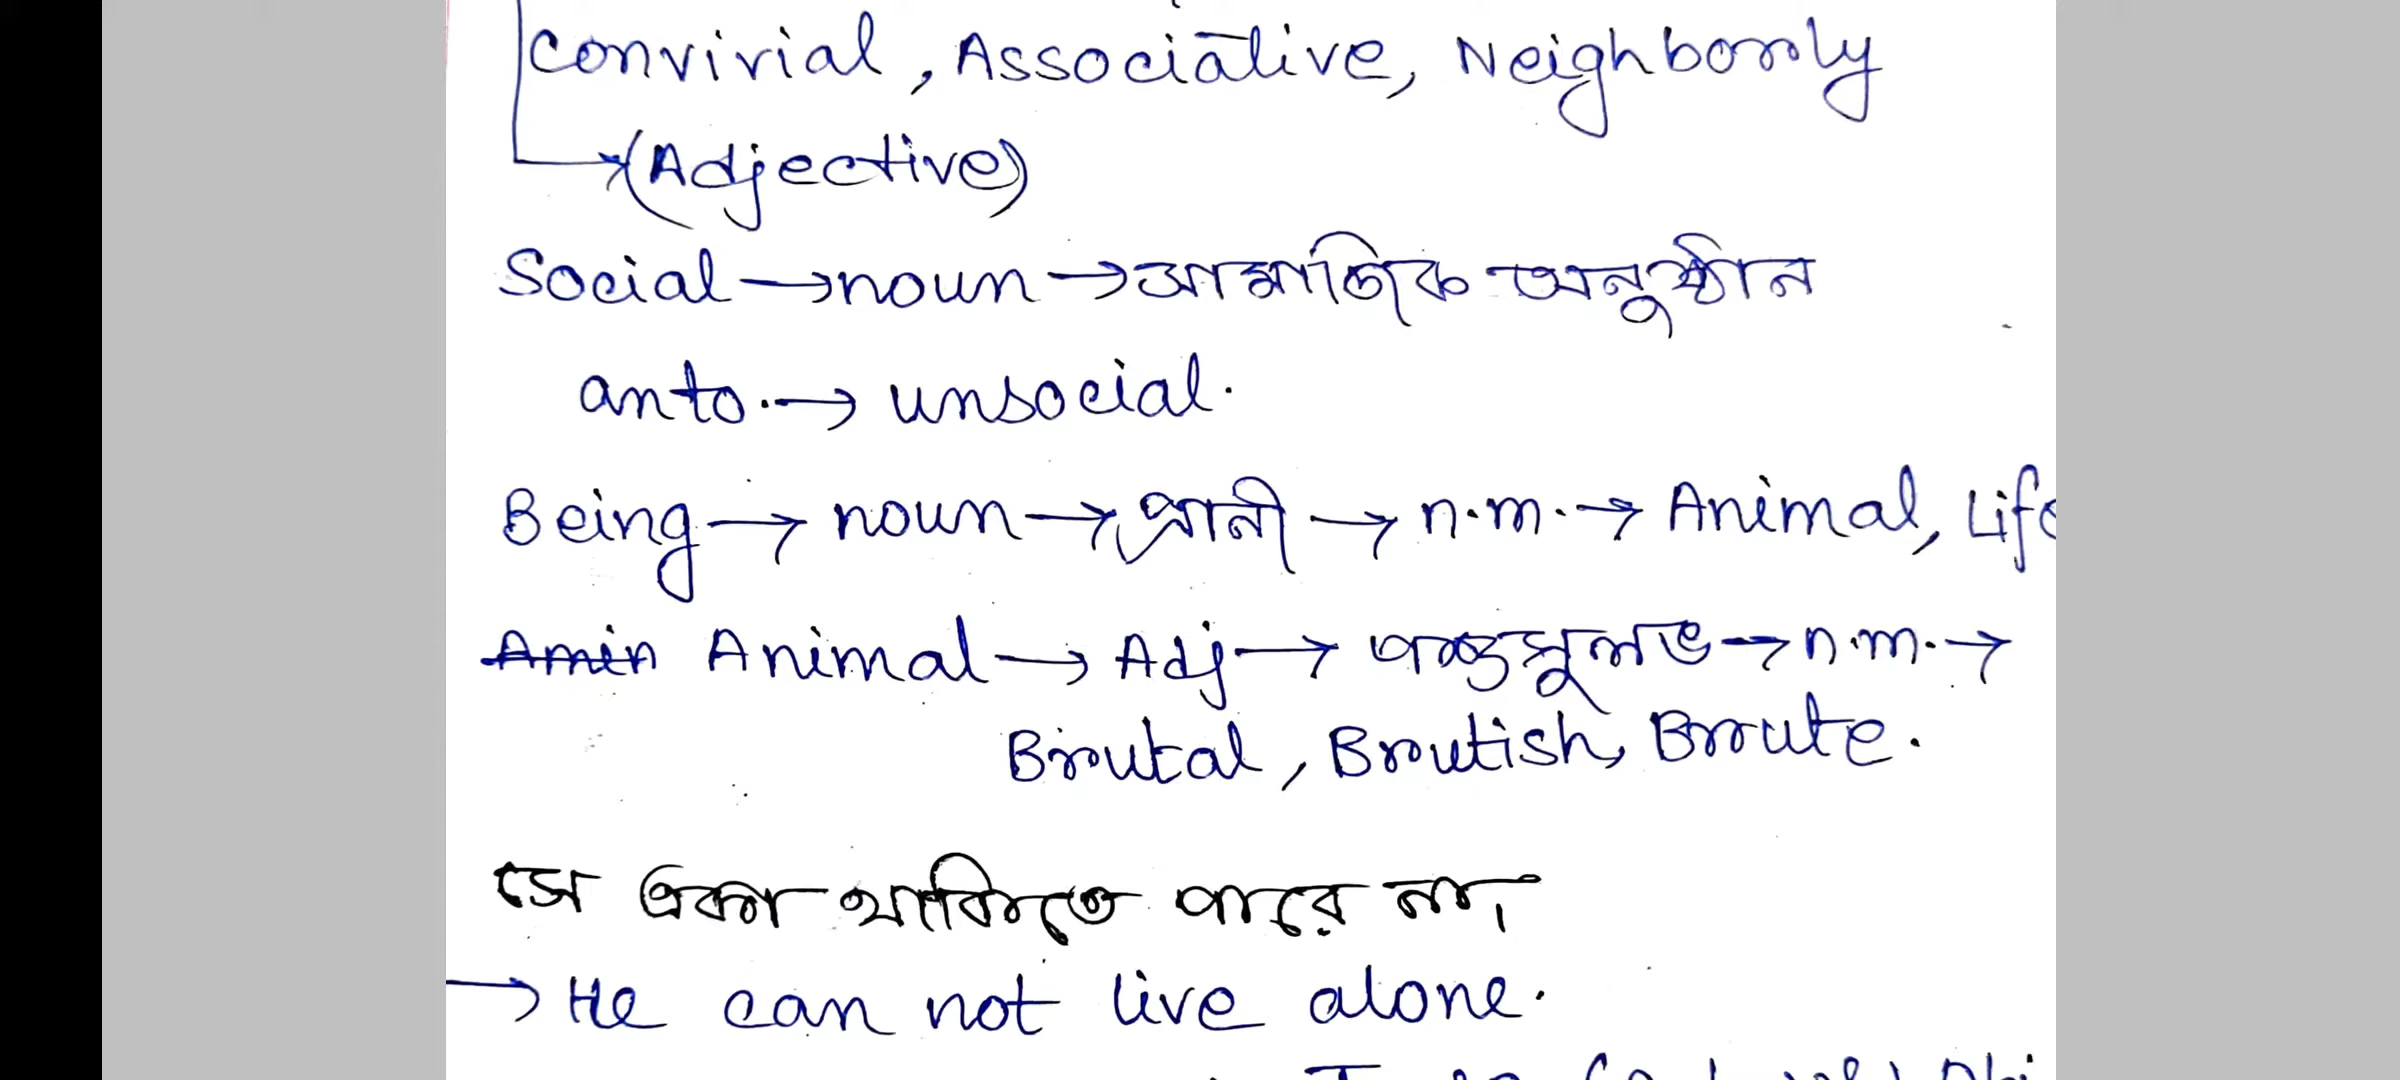 Convivial, Associative, Neighborly
→(Adjective)
Social → noun → সামাজিক অনুষ্ঠান
anto. → unsocial.
Being → noun → প্রানী → n.m. → Animal, Life
Amin Animal → Adj → পশুসুলভ → n.m. →
Brutal, Brutish, Brute.
সে একা থাকিতে পারে না।
→ He can not live alone.